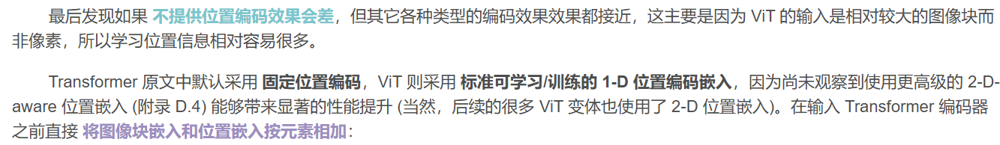 最后发现如果 不提供位置编码效果会差，但其它各种类型的编码效果效果都接近，这主要是因为 ViT 的输入是相对较大的图像块而
非像素，所以学习位置信息相对容易很多。
Transformer 原文中默认采用 固定位置编码，ViT 则采用 标准可学习/训练的 1-D 位置编码嵌入，因为尚未观察到使用更高级的 2-D-
aware 位置嵌入 (附录 D.4) 能够带来显著的性能提升 (当然，后续的很多 ViT 变体也使用了 2-D 位置嵌入)。在输入 Transformer 编码器
之前直接 将图像块嵌入和位置嵌入按元素相加：